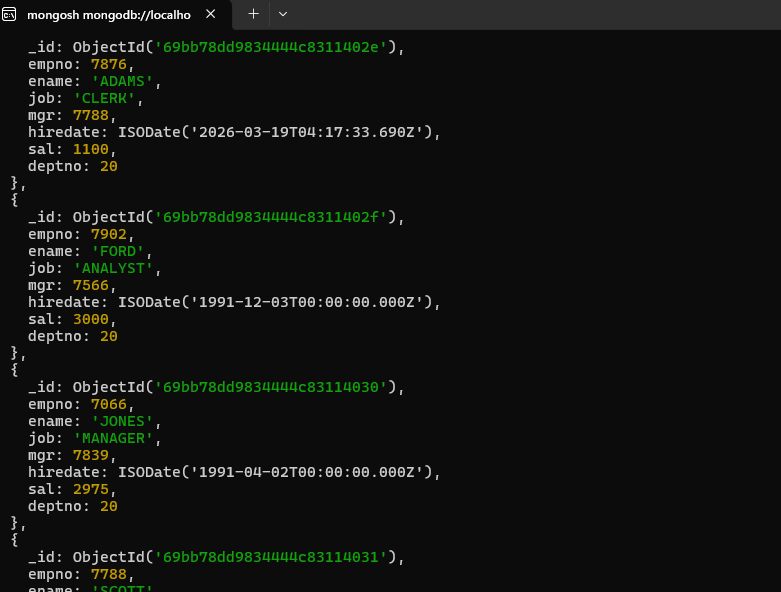 mongosh mongodb://localho
_id: ObjectId('69bb78dd9834444c8311402e'),
empno: 7876,
ename: 'ADAMS',
job: 'CLERK',
mgr: 7788,
hiredate: ISODate('2026-03-19T04:17:33.690Z'),
sal: 1100,
deptno: 20
},
{
_id: ObjectId('69bb78dd9834444c8311402f'),
empno: 7902,
ename: 'FORD',
job: 'ANALYST',
mgr: 7566,
hiredate: ISODate('1991-12-03T00:00:00.000Z'),
sal: 3000,
deptno: 20
},
{
_id: ObjectId('69bb78dd9834444c83114030'),
empno: 7066,
ename: 'JONES',
job: 'MANAGER',
mgr: 7839,
hiredate: ISODate('1991-04-02T00:00:00.000Z'),
sal: 2975,
deptno: 20
},
{
_id: ObjectId('69bb78dd9834444c83114031'),
empno: 7788,
ename: 'SCOTT'